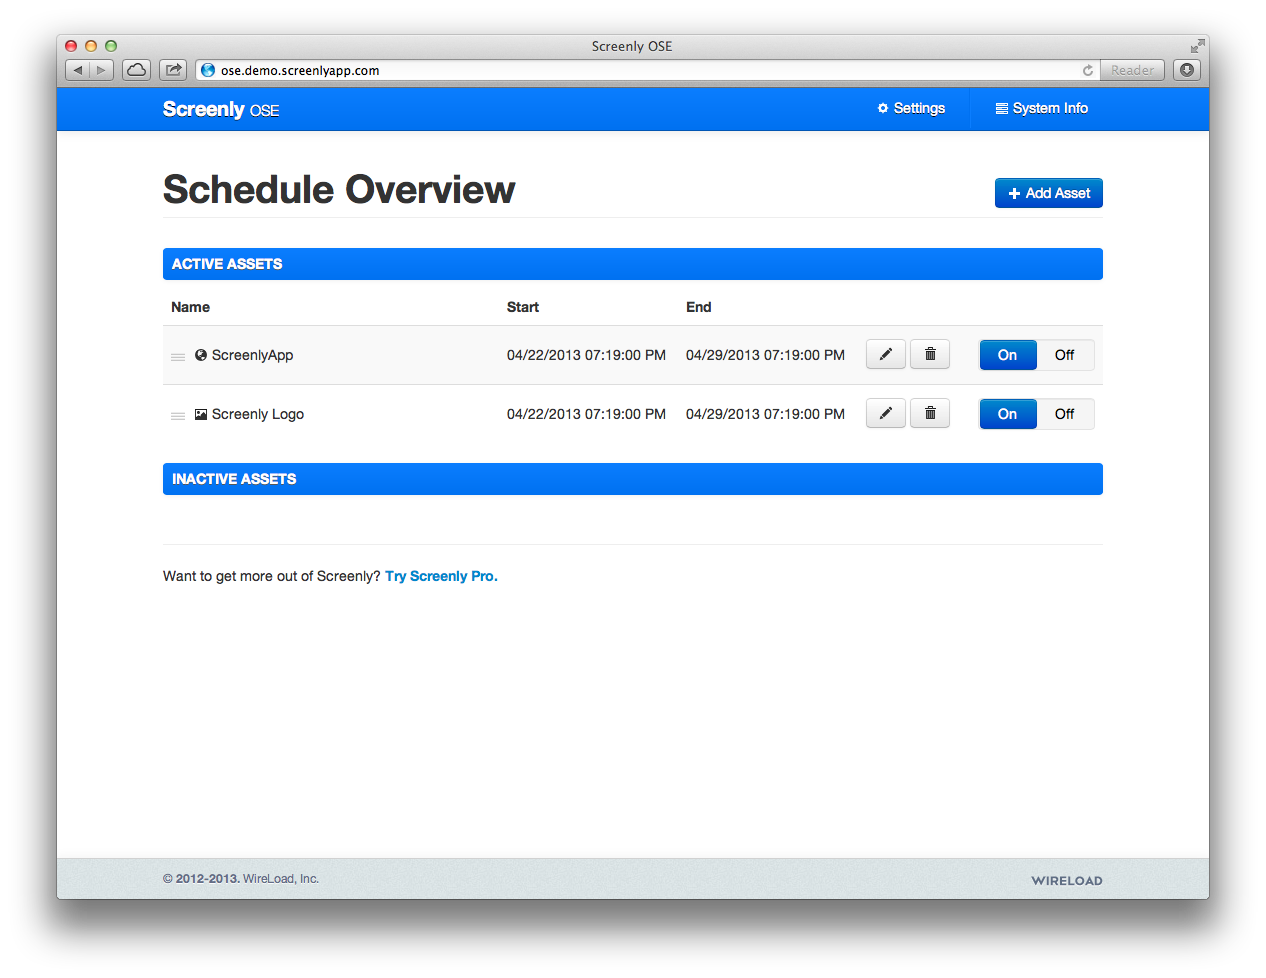 Screenly OSE
ose.demo.screenlyapp.com
Reader
Screenly OSE
Settings
System Info
Schedule Overview
Add Asset
ACTIVE ASSETS
Name Start End
ScreenlyApp 04/22/2013 07:19:00 PM 04/29/2013 07:19:00 PM On Off
Screenly Logo 04/22/2013 07:19:00 PM 04/29/2013 07:19:00 PM On Off
INACTIVE ASSETS
Want to get more out of Screenly? Try Screenly Pro.
© 2012-2013. WireLoad, Inc.
WIRELOAD